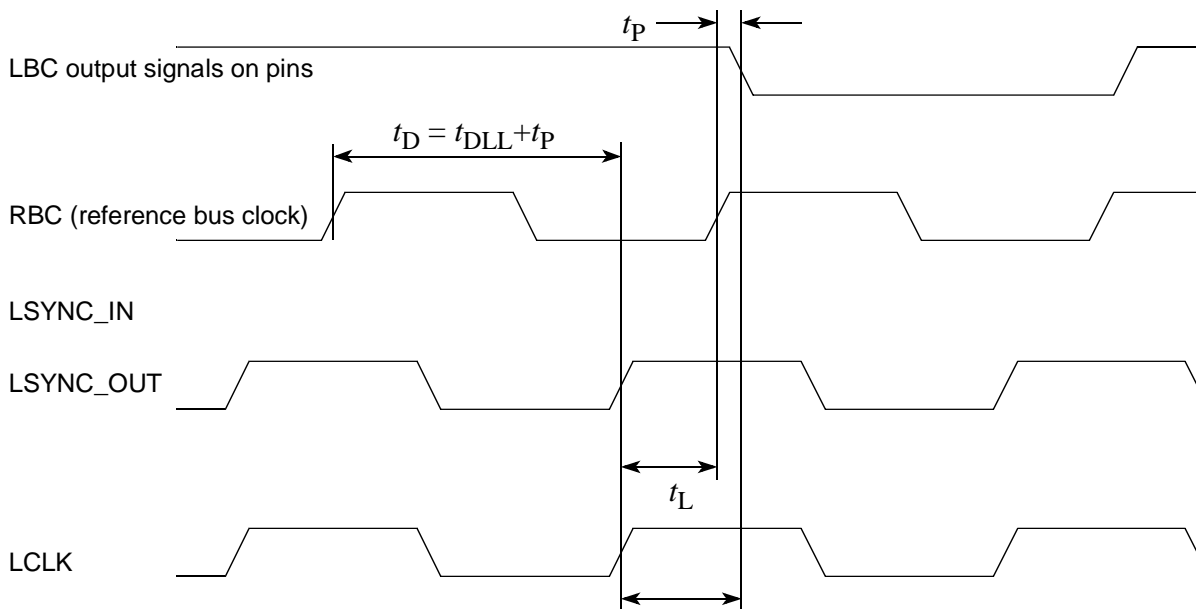 tP
LBC output signals on pins
tD = tDLL+tP
RBC (reference bus clock)
LSYNC_IN
LSYNC_OUT
tL
LCLK